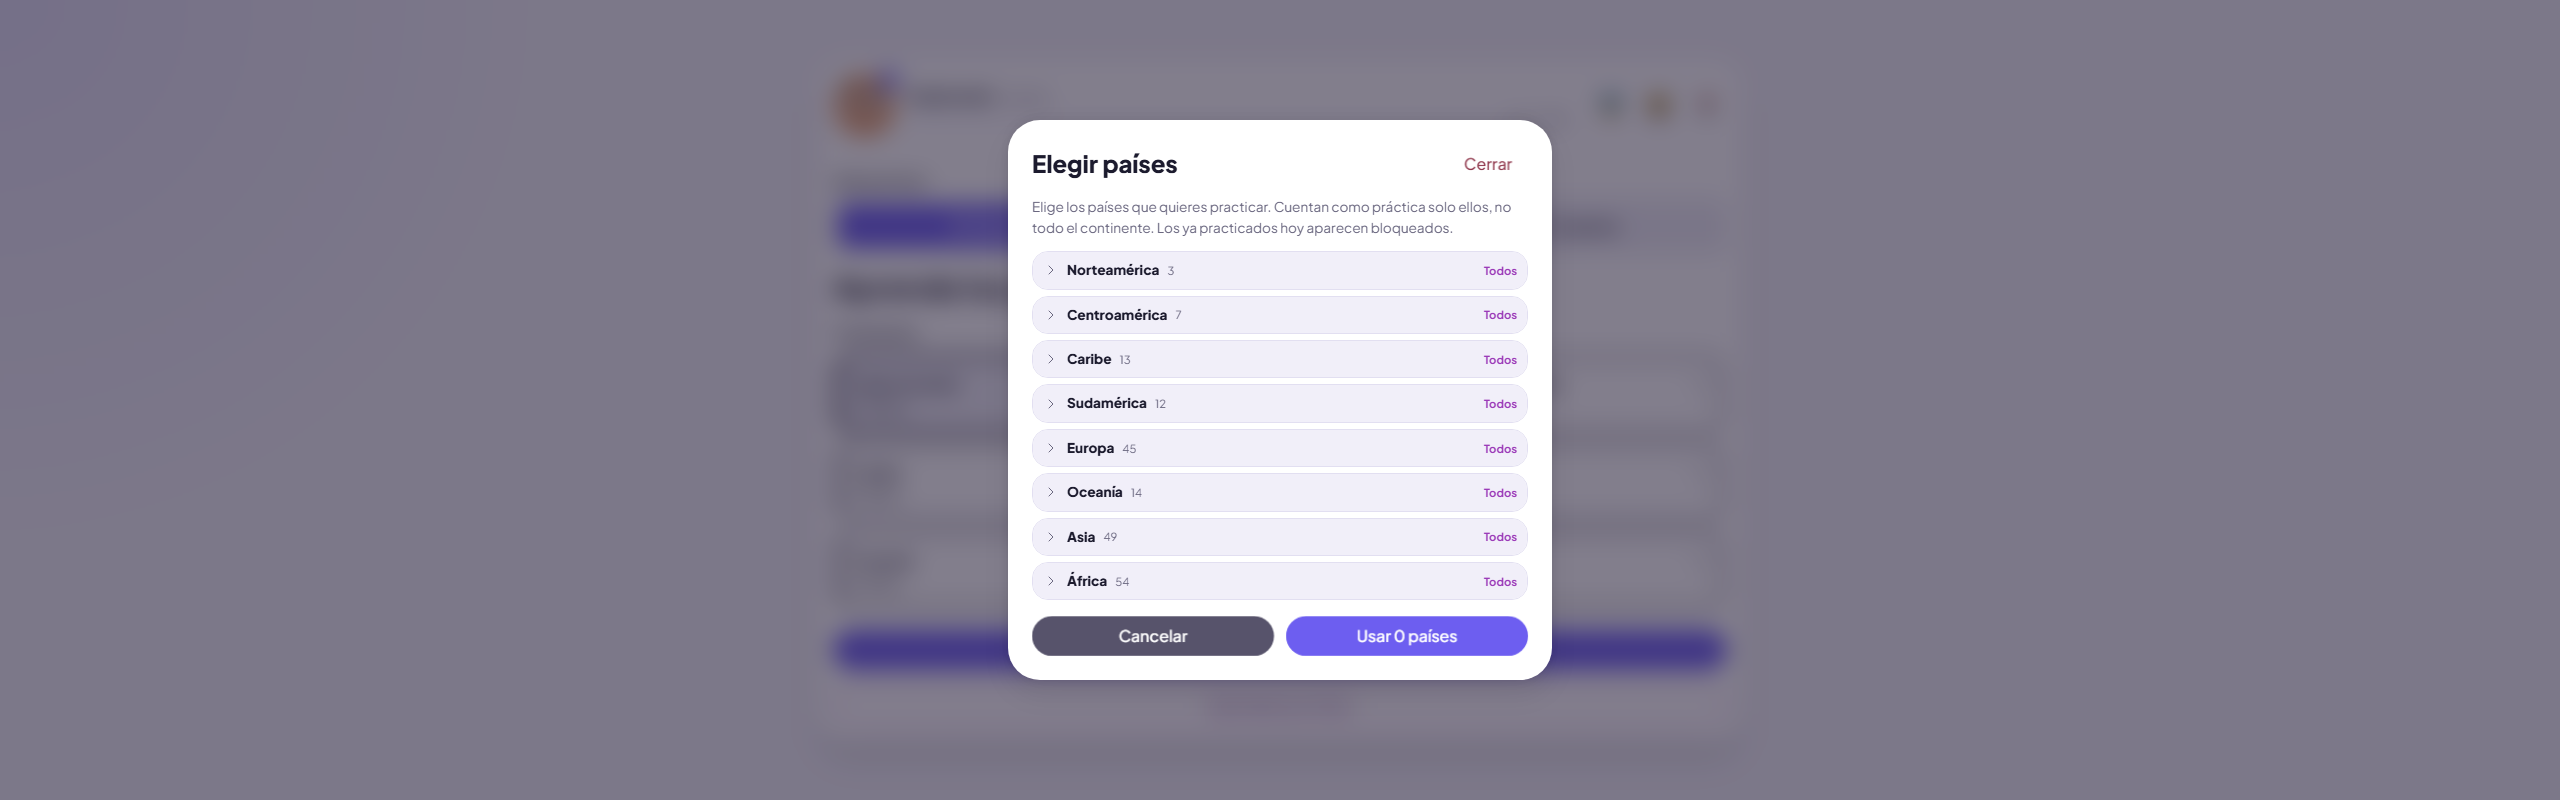 Elegir países
Cerrar
Elige los países que quieres practicar. Cuentan como práctica solo ellos, no
todo el continente. Los ya practicados hoy aparecen bloqueados.
Norteamérica 3 Todos
Centroamérica 7 Todos
Caribe 13 Todos
Sudamérica 12 Todos
Europa 45 Todos
Oceanía 14 Todos
Asia 49 Todos
África 54 Todos
Cancelar
Usar 0 países